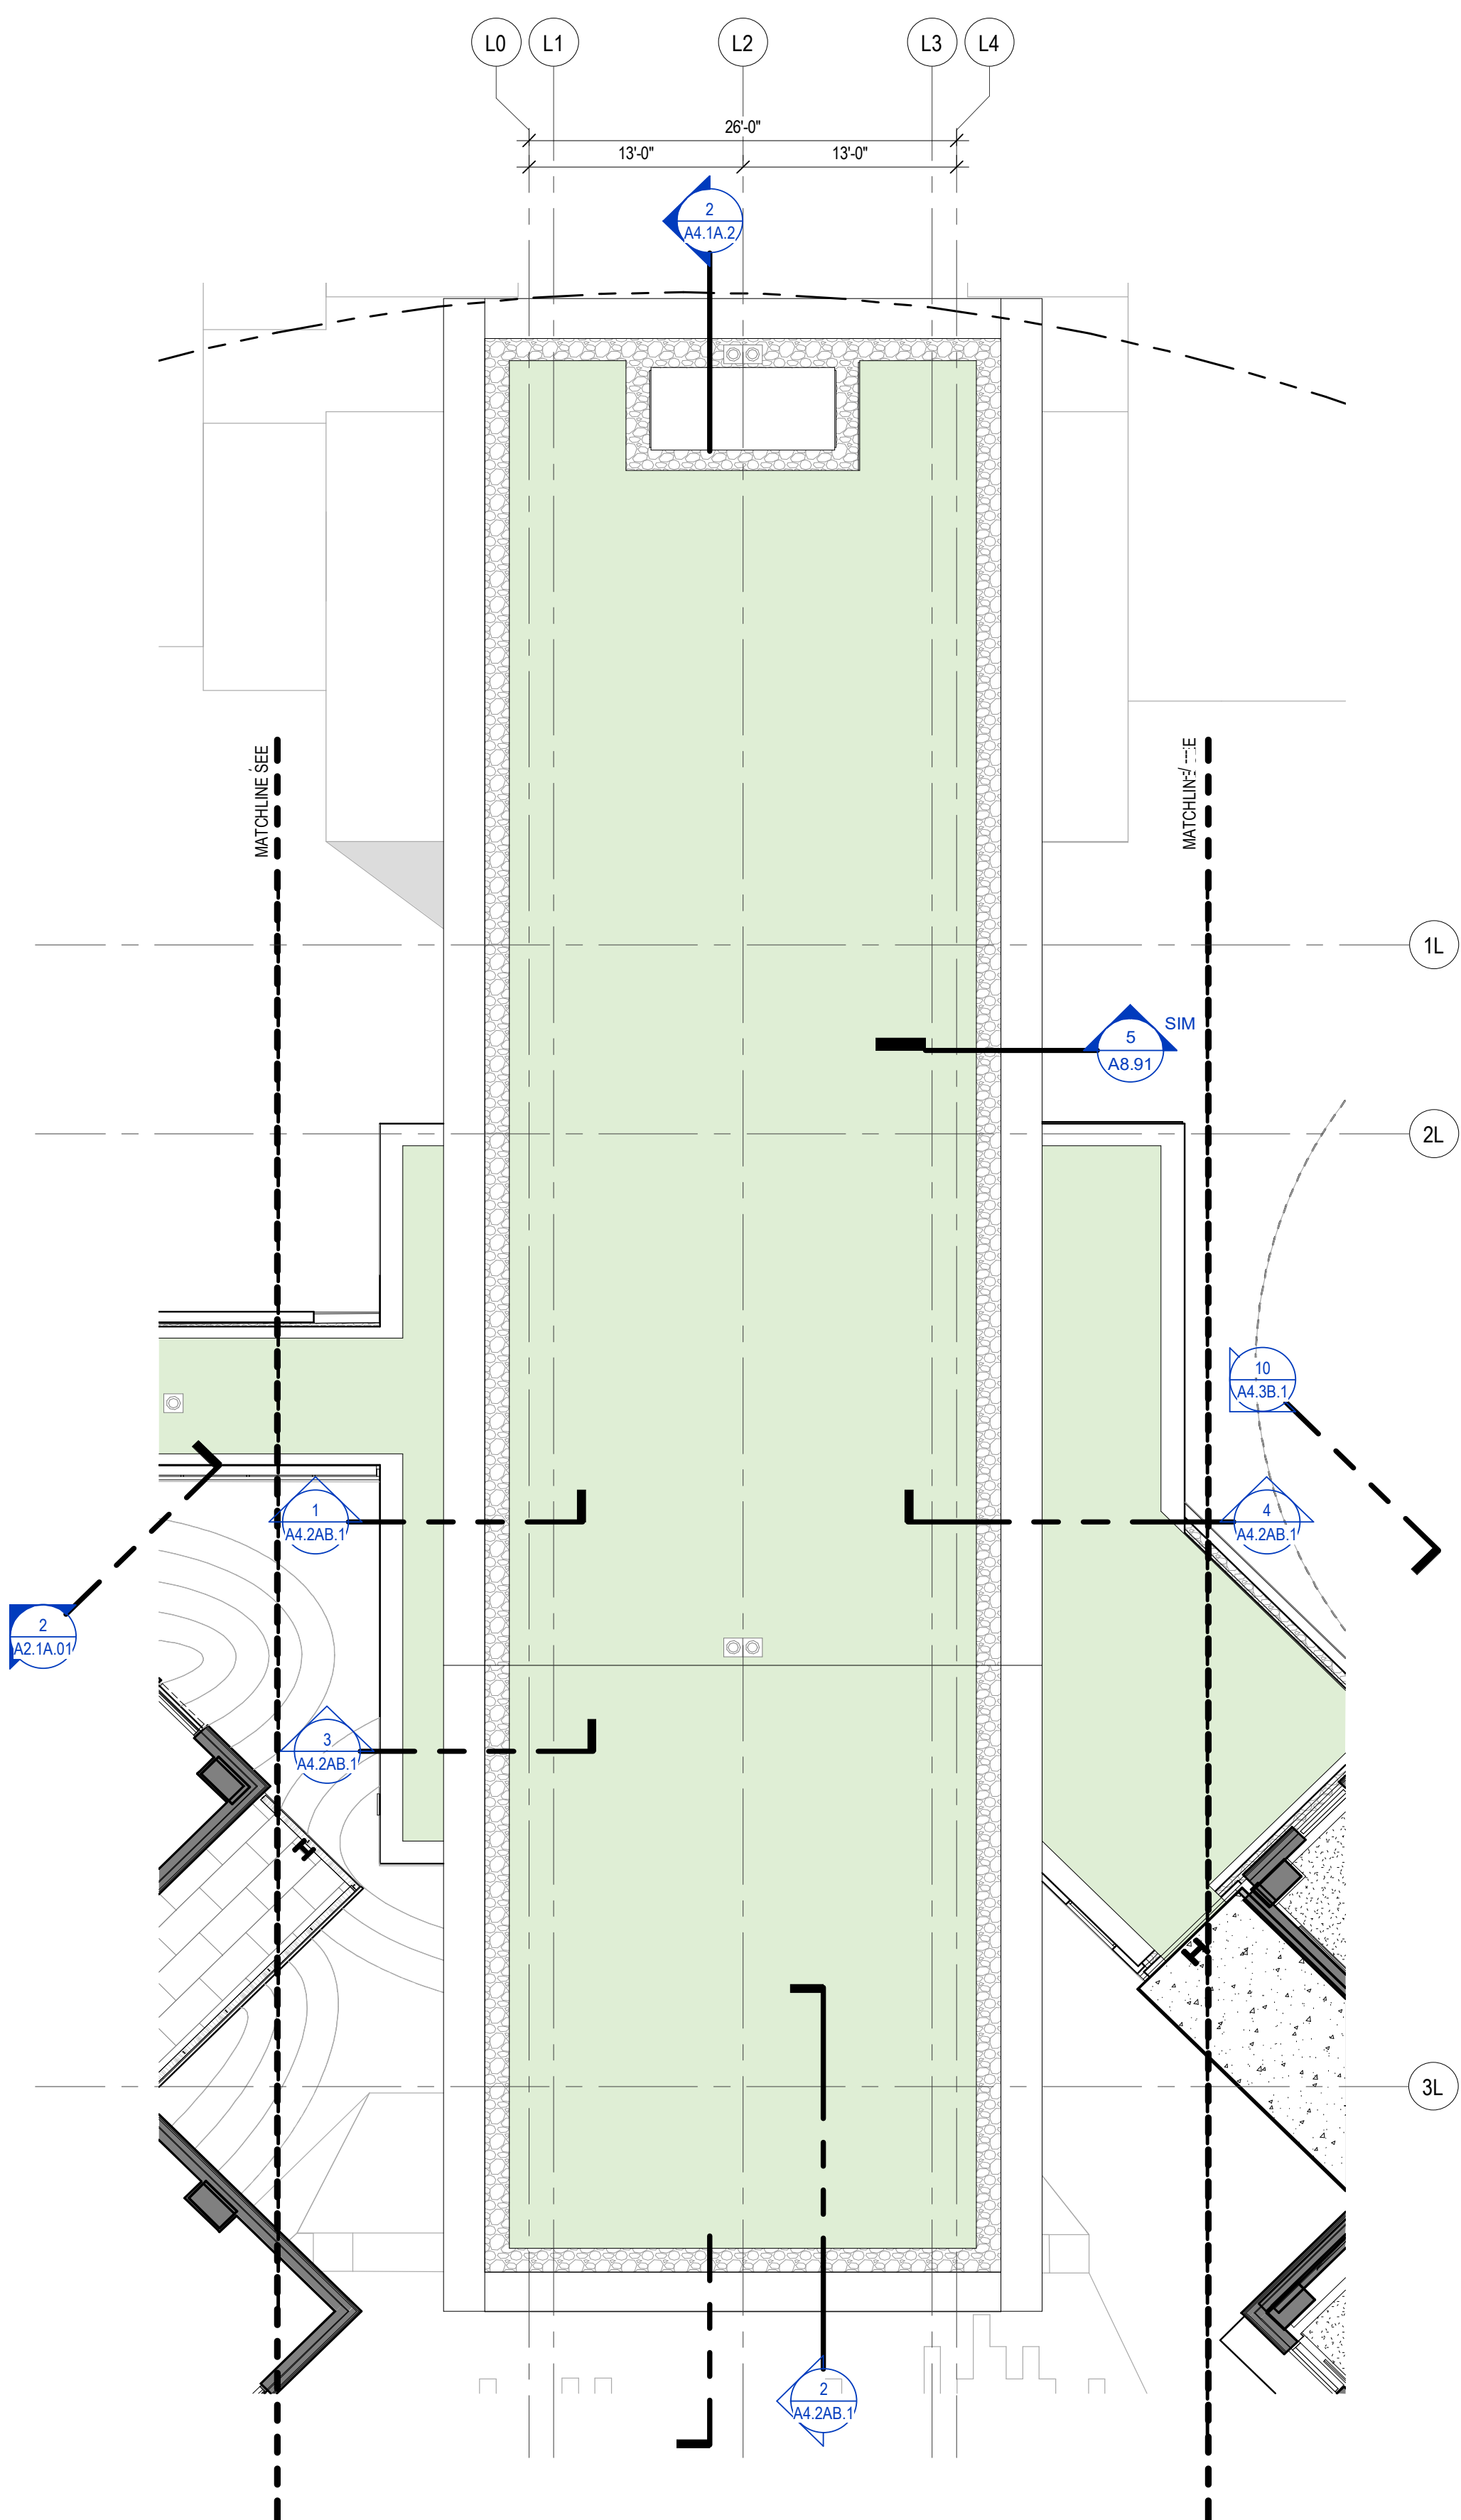 L0 L1 L2 L3 L4
26'-0"
13'-0" 13'-0"
2
A4.1A.2
MATCHLINE SEE
1L
SIM
5
A8.91
2L
10
A4.3B.1
1
A4.2AB.1
4
A4.2AB.1
2
A2.1A.01
3
A4.2AB.1
3L
2
A4.2AB.1